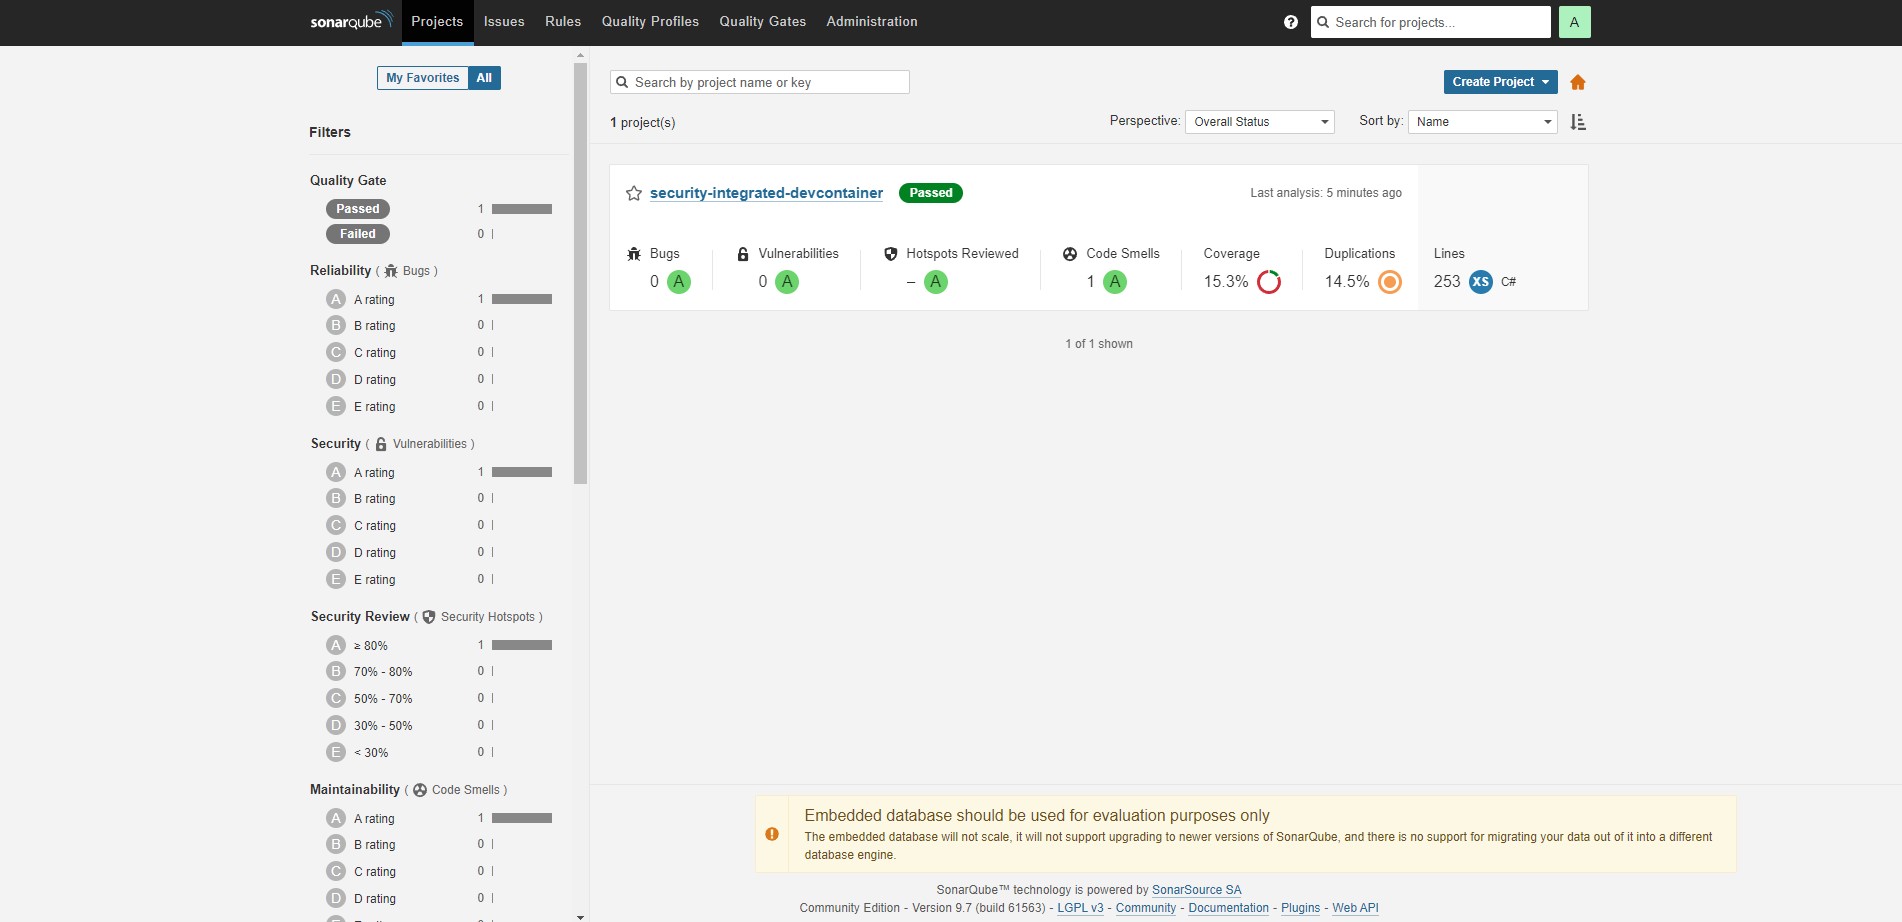 sonarqube Projects Issues Rules Quality Profiles Quality Gates Administration Search for projects... A
My Favorites All
Filters
Quality Gate
Passed 1
Failed 0
Reliability ( Bugs )
A A rating 1
B B rating 0
C C rating 0
D D rating 0
E E rating 0
Security ( Vulnerabilities )
A A rating 1
B B rating 0
C C rating 0
D D rating 0
E E rating 0
Security Review ( Security Hotspots )
A ≥ 80% 1
B 70% - 80% 0
C 50% - 70% 0
D 30% - 50% 0
E < 30% 0
Maintainability ( Code Smells )
A A rating 1
B B rating 0
C C rating 0
D D rating 0
Search by project name or key Create Project
1 project(s) Perspective: Overall Status Sort by: Name
security-integrated-devcontainer Passed Last analysis: 5 minutes ago
Bugs Vulnerabilities Hotspots Reviewed Code Smells Coverage Duplications Lines
0 A 0 A – A 1 A 15.3% 14.5% 253 XS C#
1 of 1 shown
Embedded database should be used for evaluation purposes only
The embedded database will not scale, it will not support upgrading to newer versions of SonarQube, and there is no support for migrating your data out of it into a different
database engine.
SonarQube™ technology is powered by SonarSource SA
Community Edition - Version 9.7 (build 61563) - LGPL v3 - Community - Documentation - Plugins - Web API